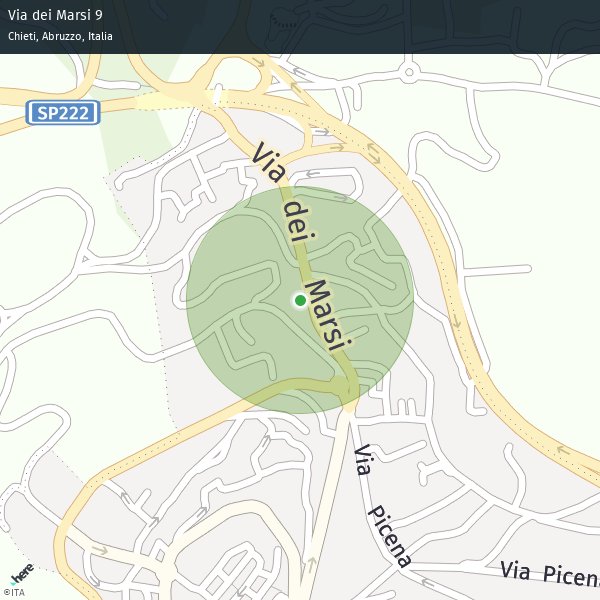 Via dei Marsi 9
Chieti, Abruzzo, Italia
SP222
Via dei Marsi
Via Picena
Via Picena
here
©ITA